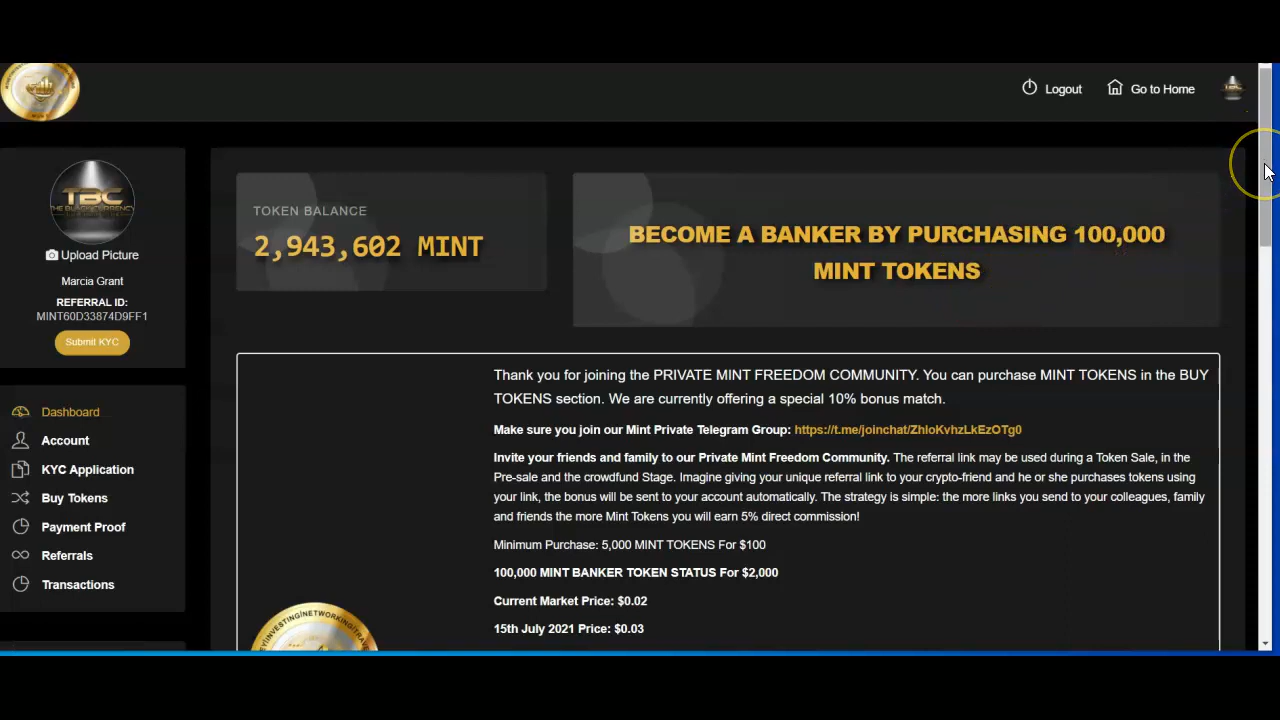 Logout
Go to Home
TBC
THE BLACK CURRENCY
Upload Picture
Marcia Grant
REFERRAL ID:
MINT60D33874D9FF1
Submit KYC
Dashboard
Account
KYC Application
Buy Tokens
Payment Proof
Referrals
Transactions
TOKEN BALANCE
2,943,602 MINT
BECOME A BANKER BY PURCHASING 100,000
MINT TOKENS
Thank you for joining the PRIVATE MINT FREEDOM COMMUNITY. You can purchase MINT TOKENS in the BUY
TOKENS section. We are currently offering a special 10% bonus match.
Make sure you join our Mint Private Telegram Group: https://t.me/joinchat/ZhIoKvhzLkEzOTg0
Invite your friends and family to our Private Mint Freedom Community. The referral link may be used during a Token Sale, in the
Pre-sale and the crowdfund Stage. Imagine giving your unique referral link to your crypto-friend and he or she purchases tokens using
your link, the bonus will be sent to your account automatically. The strategy is simple: the more links you send to your colleagues, family
and friends the more Mint Tokens you will earn 5% direct commission!
Minimum Purchase: 5,000 MINT TOKENS For $100
100,000 MINT BANKER TOKEN STATUS For $2,000
Current Market Price: $0.02
15th July 2021 Price: $0.03